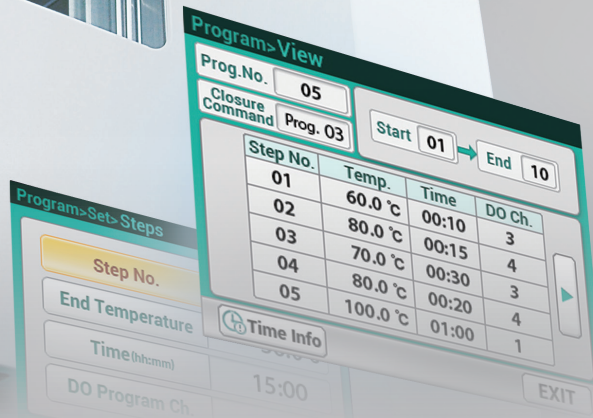 Program>View
Prog.No. 05
Closure Command Prog. 03
Start 01 End 10
Step No. Temp. Time DO Ch.
01 60.0 ℃ 00:10 3
02 80.0 ℃ 00:15 4
03 70.0 ℃ 00:30 3
04 80.0 ℃ 00:20 4
05 100.0 ℃ 01:00 1
Time Info
EXIT
Program>Set>Steps
Step No.
End Temperature
Time(hh:mm)
15:00
DO Program Ch.